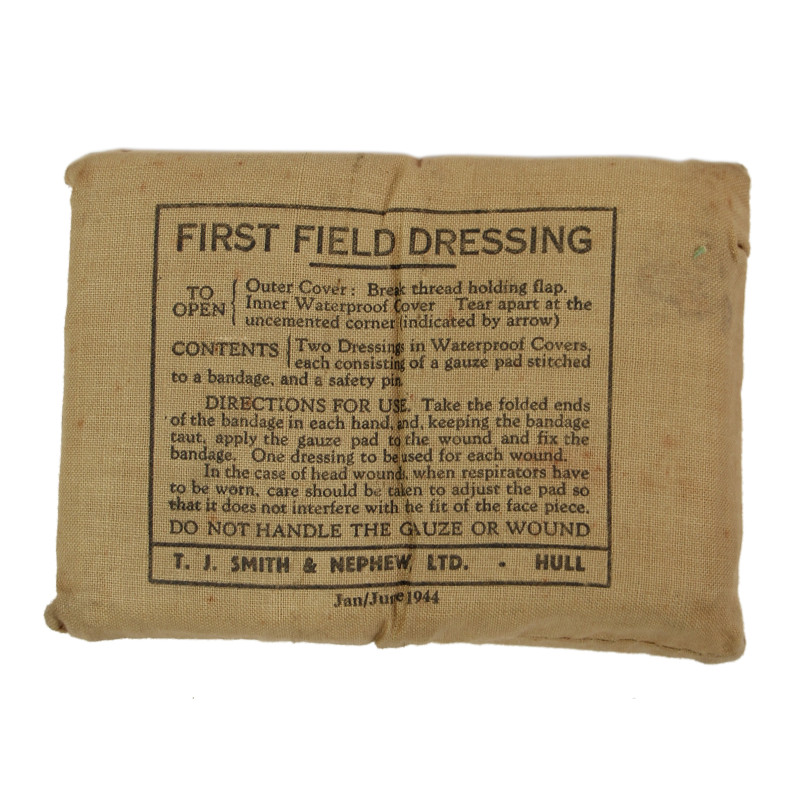 FIRST FIELD DRESSING
TO OPEN { Outer Cover: Break thread holding flap.
Inner Waterproof Cover Tear apart at the
uncemented corner (indicated by arrow)
CONTENTS | Two Dressings in Waterproof Covers,
each consisting of a gauze pad stitched
to a bandage, and a safety pin
DIRECTIONS FOR USE. Take the folded ends
of the bandage in each hand, and, keeping the bandage
taut, apply the gauze pad to the wound and fix the
bandage. One dressing to be used for each wound.
In the case of head wounds, when respirators have
to be worn, care should be taken to adjust the pad so
that it does not interfere with the fit of the face piece.
DO NOT HANDLE THE GAUZE OR WOUND
T. J. SMITH & NEPHEW, LTD. - HULL
Jan/June 1944